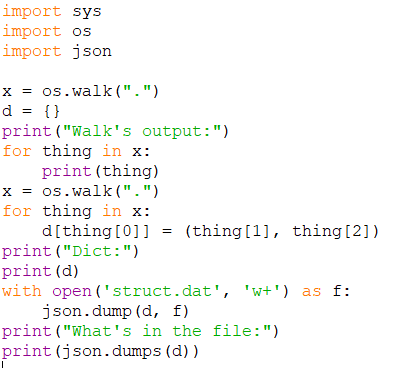 import sys
import os
import json

x = os.walk(".")
d = {}
print("Walk's output:")
for thing in x:
    print(thing)
x = os.walk(".")
for thing in x:
    d[thing[0]] = (thing[1], thing[2])
print("Dict:")
print(d)
with open('struct.dat', 'w+') as f:
    json.dump(d, f)
print("What's in the file:")
print(json.dumps(d))